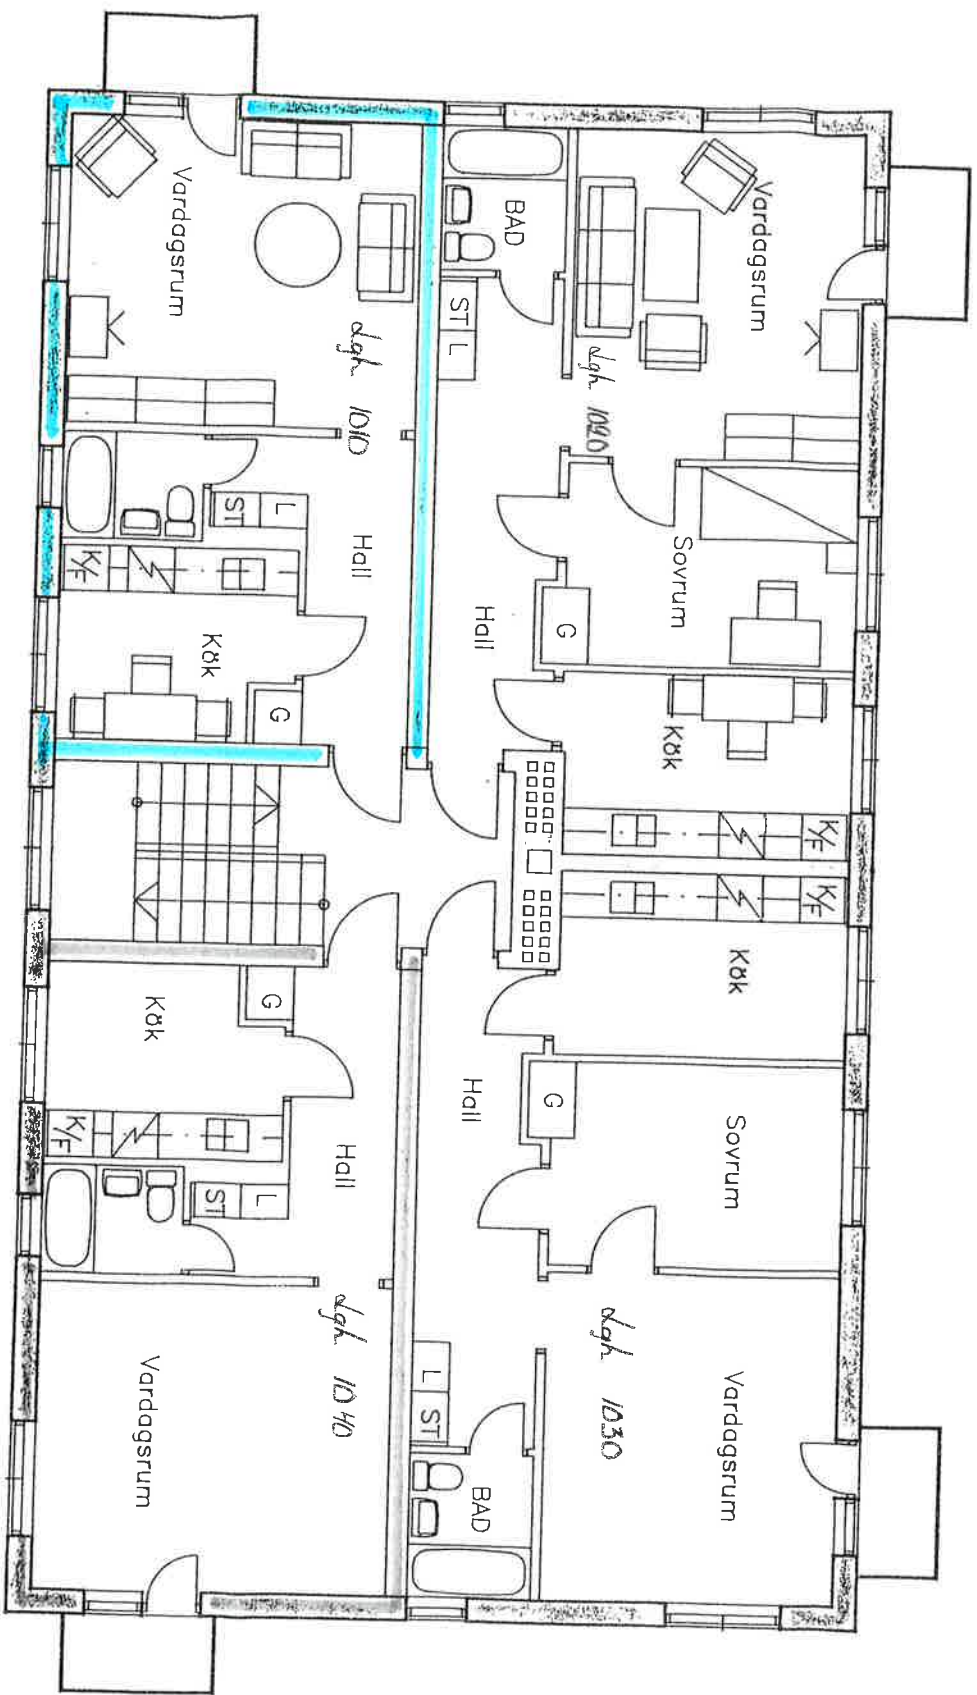 Vardagsrum
Sovrum
Kök
Kök
Sovrum
Vardagsrum
K/F
K/F
G
G
lgh 1020
lgh 1030
BAD
ST
L
Hall
Hall
L
ST
BAD
lgh 1010
Hall
Hall
lgh 1040
L
ST
G
G
L
ST
Vardagsrum
Kök
Kök
Vardagsrum
K/F
K/F